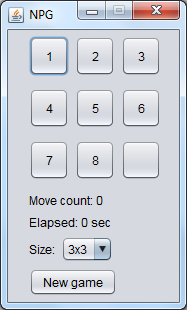 NPG
1 2 3
4 5 6
7 8
Move count: 0
Elapsed: 0 sec
Size: 3x3
New game